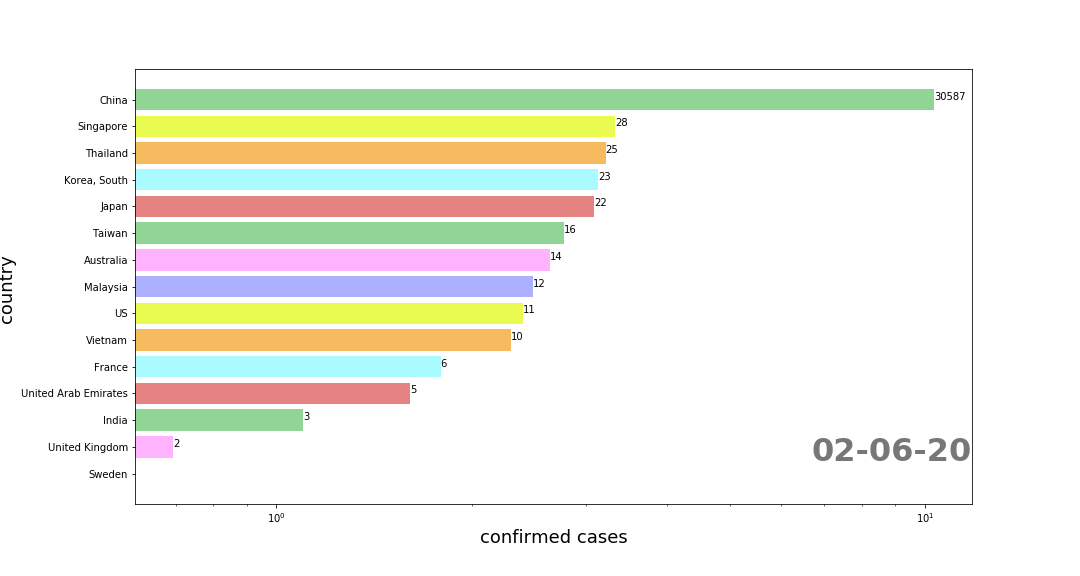 China 30587
Singapore 28
Thailand 25
Korea, South 23
Japan 22
Taiwan 16
Australia 14
Malaysia 12
US 11
Vietnam 10
France 6
United Arab Emirates 5
India 3
United Kingdom 2
Sweden
02-06-20
10⁰ 10¹
confirmed cases
country